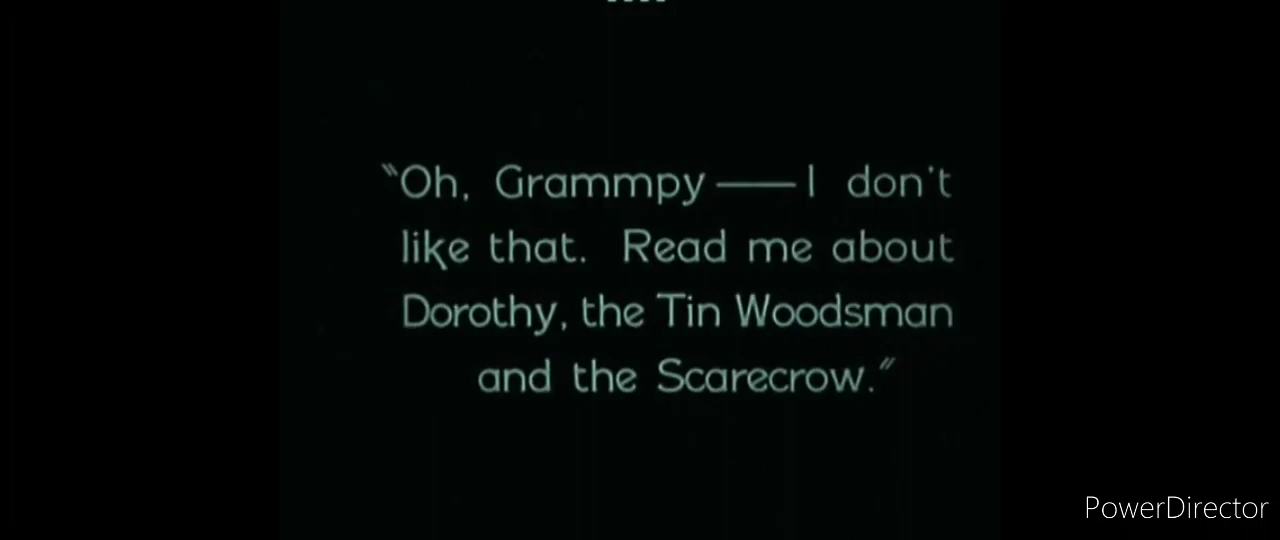 "Oh, Grammpy — I don't
like that. Read me about
Dorothy, the Tin Woodsman
and the Scarecrow."
PowerDirector